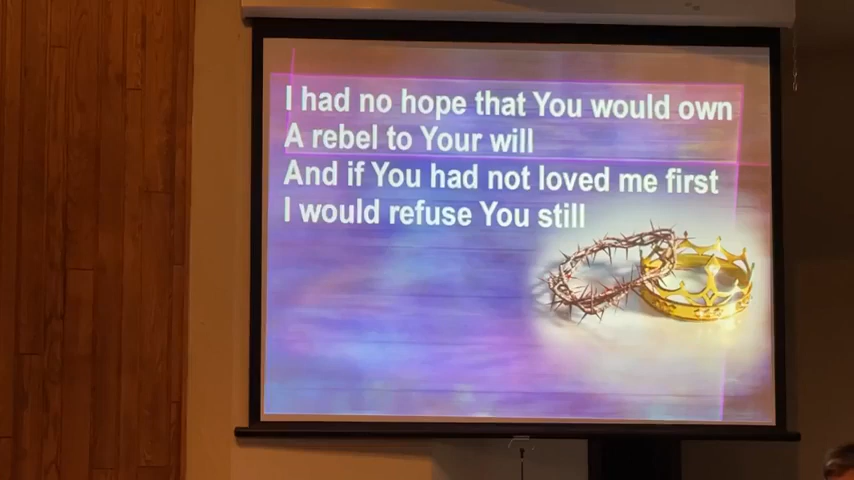 I had no hope that You would own
A rebel to Your will
And if You had not loved me first
I would refuse You still